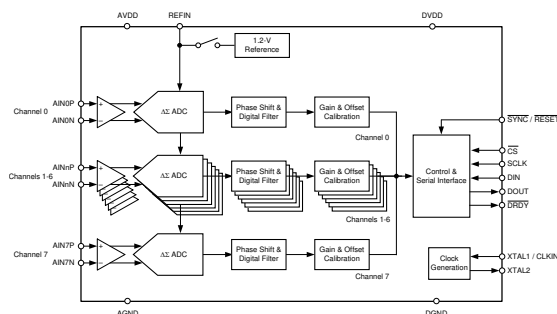 AVDD
REFIN
DVDD
1.2-V
Reference
Channel 0
AIN0P
AIN0N
+
−
ΔΣ ADC
Phase Shift &
Digital Filter
Gain & Offset
Calibration
Channel 0
SYNC / RESET
Channels 1-6
AINnP
AINnN
+
−
ΔΣ ADC
Phase Shift &
Digital Filter
Gain & Offset
Calibration
Channels 1-6
Control &
Serial Interface
CS
SCLK
DIN
DOUT
DRDY
Channel 7
AIN7P
AIN7N
+
−
ΔΣ ADC
Phase Shift &
Digital Filter
Gain & Offset
Calibration
Channel 7
Clock
Generation
XTAL1 / CLKIN
XTAL2
AGND
DGND